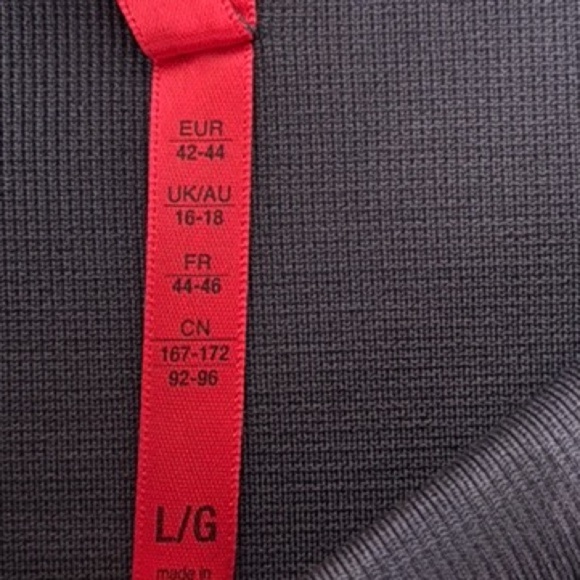 EUR
42-44
UK/AU
16-18
FR
44-46
CN
167-172
92-96
L/G
made in